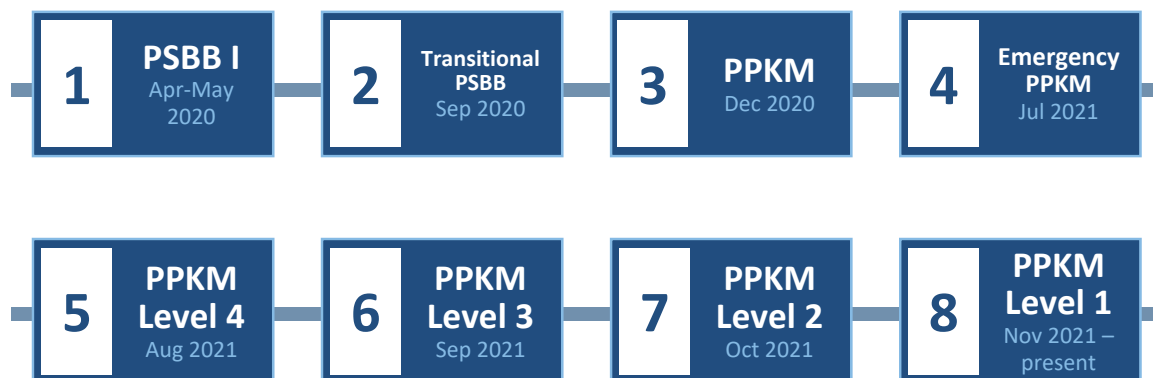 1
PSBB I
Apr-May
2020
2
Transitional
PSBB
Sep 2020
3
PPKM
Dec 2020
4
Emergency
PPKM
Jul 2021
5
PPKM
Level 4
Aug 2021
6
PPKM
Level 3
Sep 2021
7
PPKM
Level 2
Oct 2021
8
PPKM
Level 1
Nov 2021 –
present